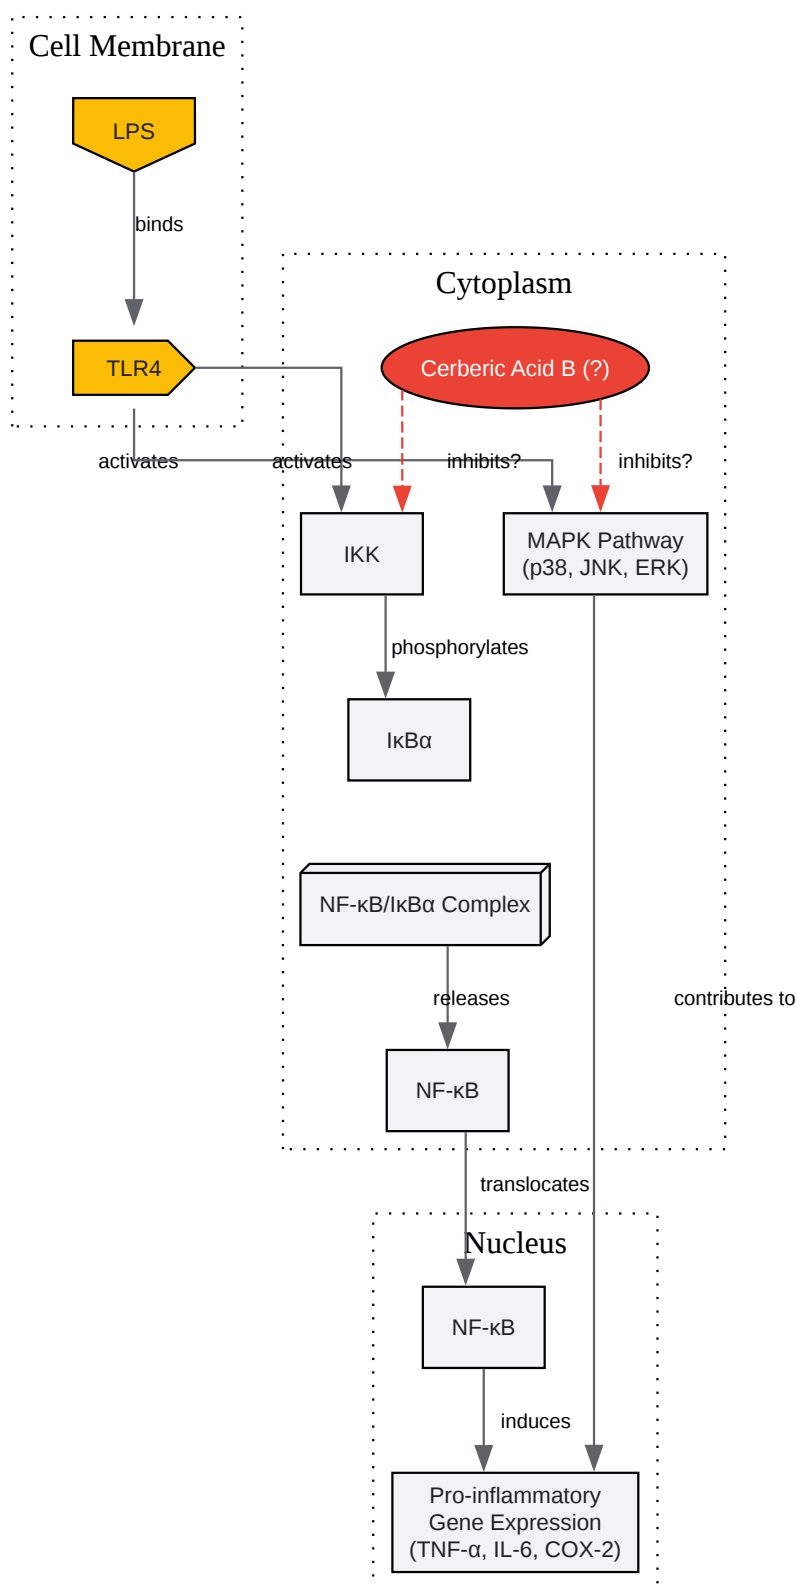 Cell Membrane
LPS
binds
Cytoplasm
TLR4
Cerberic Acid B (?)
activates
activates
inhibits?
inhibits?
IKK
MAPK Pathway
(p38, JNK, ERK)
phosphorylates
IκBα
NF-κB/IκBα Complex
releases
contributes to
NF-κB
translocates
Nucleus
NF-κB
induces
Pro-inflammatory
Gene Expression
(TNF-α, IL-6, COX-2)